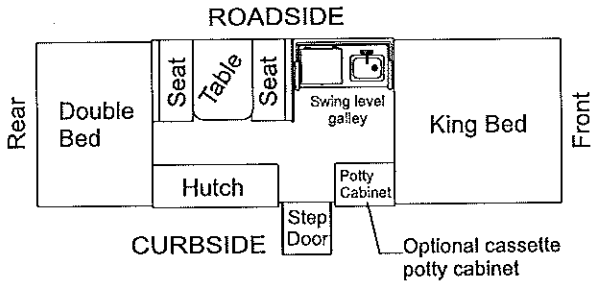 ROADSIDE
Rear
Double
Bed
Seat
Table
Seat
Swing level
galley
King Bed
Front
Hutch
Potty
Cabinet
Step
Door
CURBSIDE
Optional cassette
potty cabinet